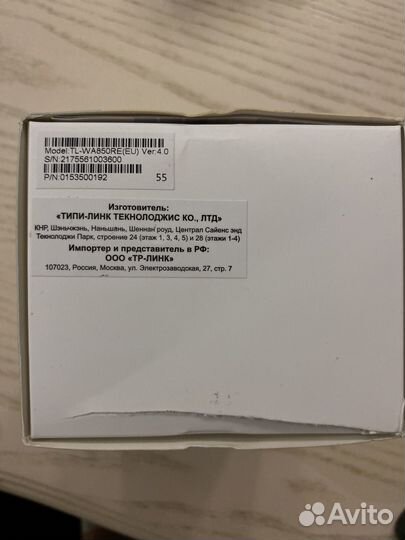 Model:TL-WA850RE(EU) Ver:4.0
S/N:2175561003600
P/N:0153500192
55
Изготовитель:
«ТИПИ-ЛИНК ТЕКНОЛОДЖИС КО., ЛТД»
КНР, Шэньчжэнь, Наньшань, Шеннан роуд, Централ Сайенс энд
Текнолоджи Парк, строение 24 (этаж 1, 3, 4, 5) и 28 (этажи 1-4)
Импортер и представитель в РФ:
ООО «ТР-ЛИНК»
107023, Россия, Москва, ул. Электрозаводская, 27, стр. 7
Avito